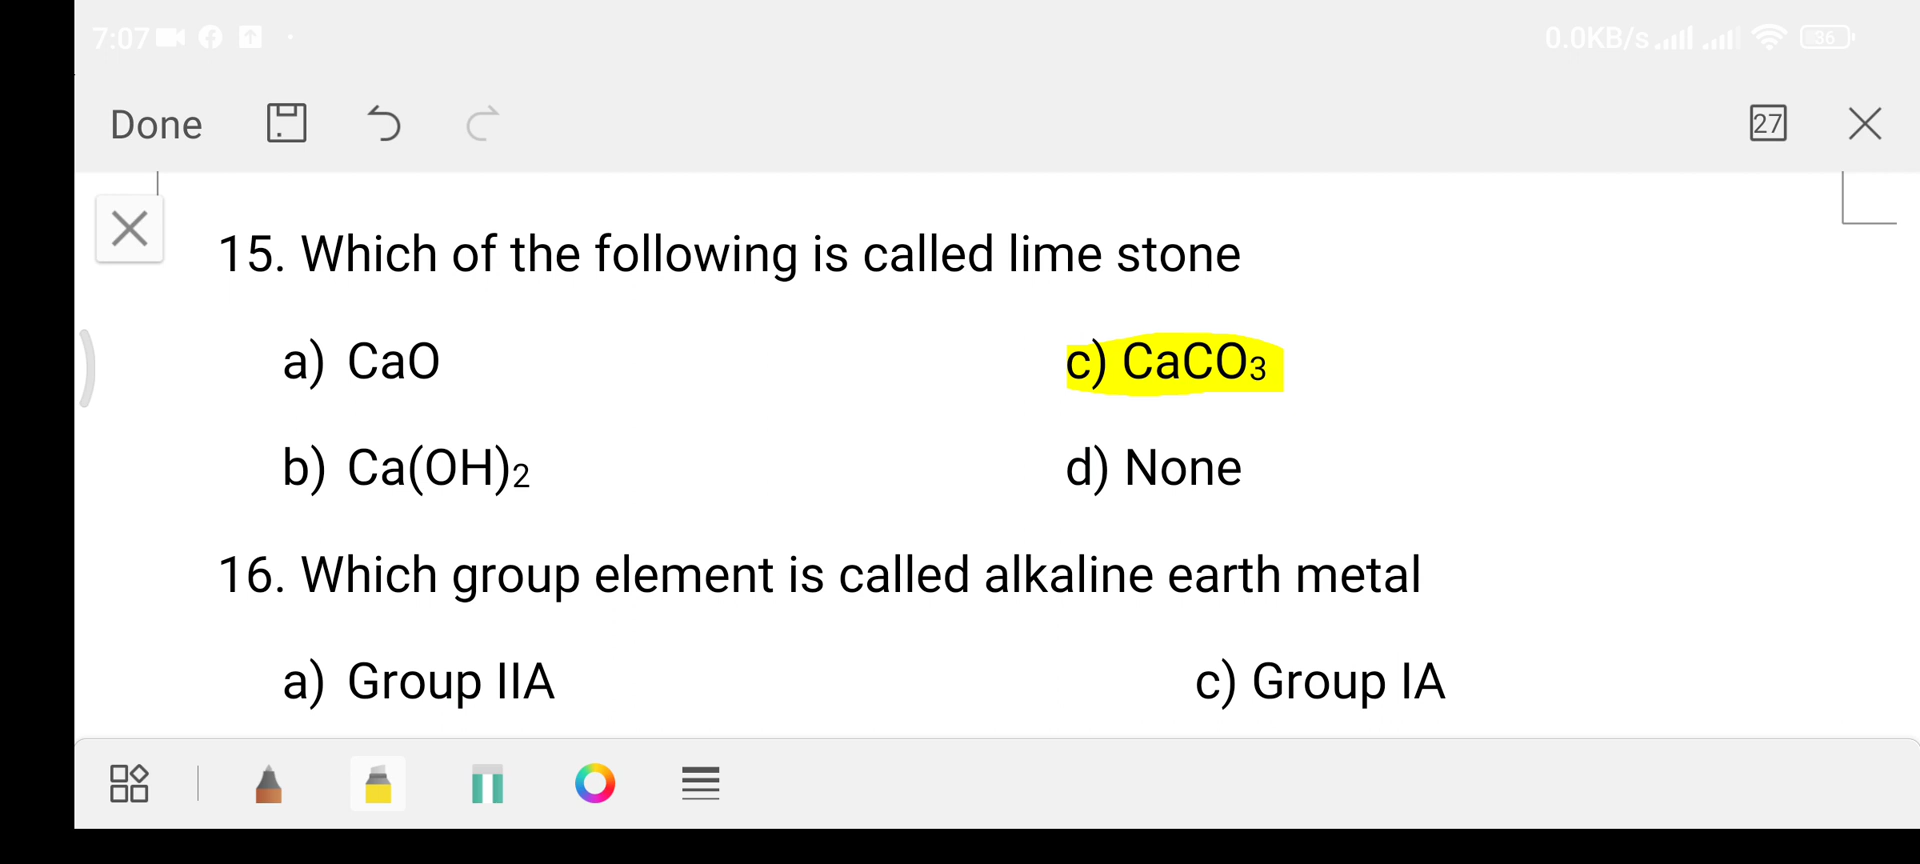 7:07 0.0KB/s 36
Done 27
15. Which of the following is called lime stone
a) CaO c) CaCO₃
b) Ca(OH)₂ d) None
16. Which group element is called alkaline earth metal
a) Group IIA c) Group IA